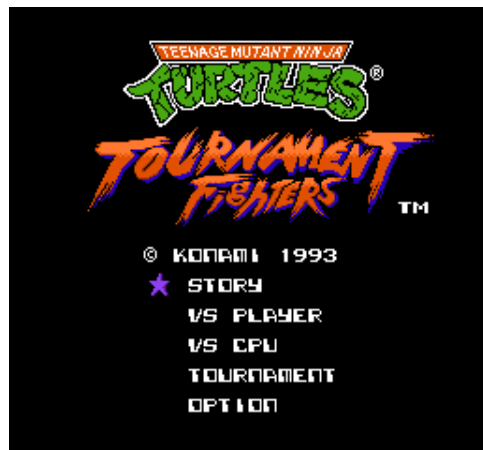 TEENAGE MUTANT NINJA
TURTLES®
TOURNAMENT
FIGHTERS
TM
© KONAMI 1993
STORY
VS PLAYER
VS CPU
TOURNAMENT
OPTION